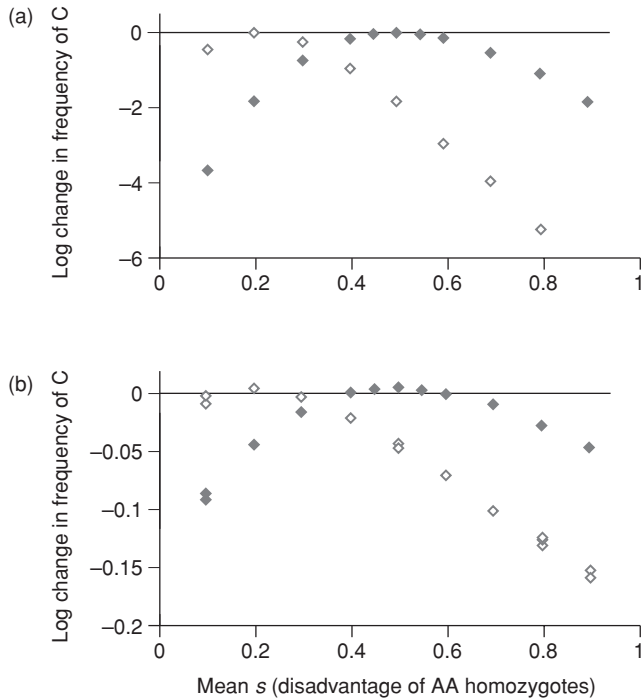 (a)
Log change in frequency of C
0
−2
−4
−6
0 0.2 0.4 0.6 0.8 1
(b)
Log change in frequency of C
0
−0.05
−0.1
−0.15
−0.2
0 0.2 0.4 0.6 0.8 1
Mean s (disadvantage of AA homozygotes)